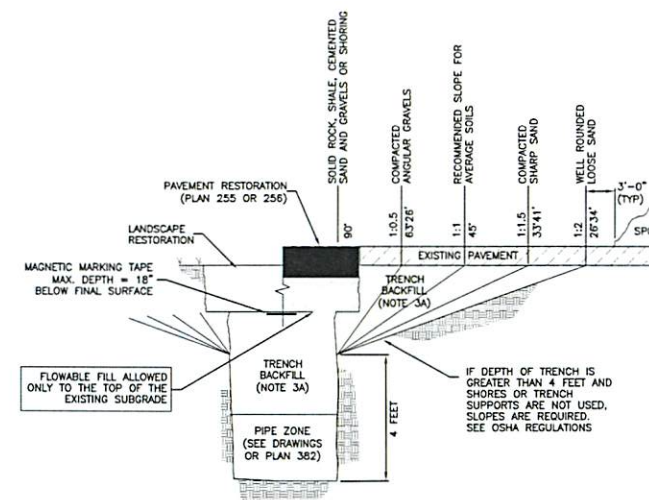 SOLID ROCK, SHALE, CEMENTED
SAND AND GRAVELS OR SHORING
90°
COMPACTED
ANGULAR GRAVELS
1:0.5
63°26'
RECOMMENDED SLOPE FOR
AVERAGE SOILS
1:1
45°
COMPACTED
SHARP SAND
1:1.5
33°41'
WELL ROUNDED
LOOSE SAND
1:2
26°34'
3'-0"
(TYP)
PAVEMENT RESTORATION
(PLAN 255 OR 256)
LANDSCAPE
RESTORATION
MAGNETIC MARKING TAPE
MAX. DEPTH = 18"
BELOW FINAL SURFACE
EXISTING PAVEMENT
TRENCH
BACKFILL
(NOTE 3A)
FLOWABLE FILL ALLOWED
ONLY TO THE TOP OF THE
EXISTING SUBGRADE
TRENCH
BACKFILL
(NOTE 3A)
PIPE ZONE
(SEE DRAWINGS
OR PLAN 382)
4 FEET
IF DEPTH OF TRENCH IS
GREATER THAN 4 FEET AND
SHORES OR TRENCH
SUPPORTS ARE NOT USED,
SLOPES ARE REQUIRED.
SEE OSHA REGULATIONS